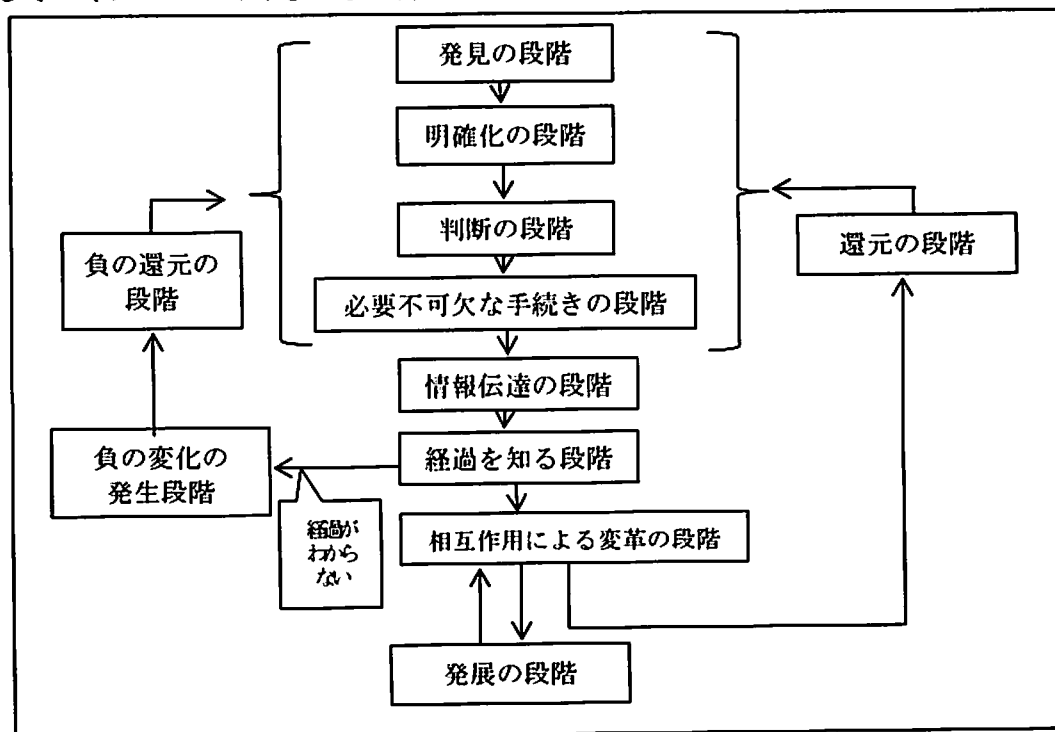 発見の段階
明確化の段階
判断の段階
必要不可欠な手続きの段階
情報伝達の段階
経過を知る段階
相互作用による変革の段階
発展の段階
負の還元の
段階
負の変化の
発生段階
経過が
わから
ない
還元の段階